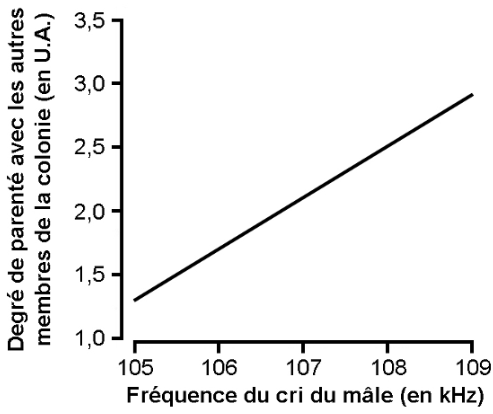 Degré de parenté avec les autres
membres de la colonie (en U.A.)
3,5
3,0
2,5
2,0
1,5
1,0
105 106 107 108 109
Fréquence du cri du mâle (en kHz)